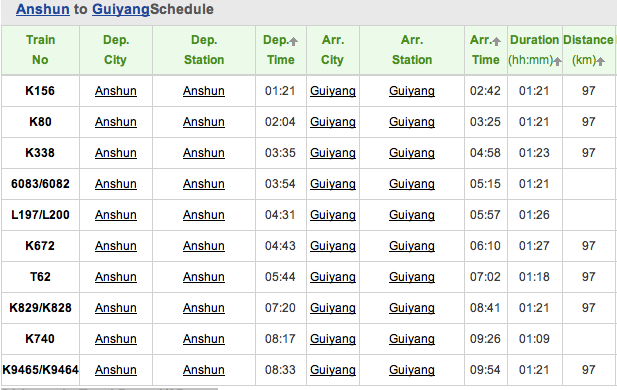 Anshun to GuiyangSchedule
Train No Dep. City Dep. Station Dep. Time Arr. City Arr. Station Arr. Time Duration (hh:mm) Distance (km)
K156 Anshun Anshun 01:21 Guiyang Guiyang 02:42 01:21 97
K80 Anshun Anshun 02:04 Guiyang Guiyang 03:25 01:21 97
K338 Anshun Anshun 03:35 Guiyang Guiyang 04:58 01:23 97
6083/6082 Anshun Anshun 03:54 Guiyang Guiyang 05:15 01:21
L197/L200 Anshun Anshun 04:31 Guiyang Guiyang 05:57 01:26
K672 Anshun Anshun 04:43 Guiyang Guiyang 06:10 01:27 97
T62 Anshun Anshun 05:44 Guiyang Guiyang 07:02 01:18 97
K829/K828 Anshun Anshun 07:20 Guiyang Guiyang 08:41 01:21 97
K740 Anshun Anshun 08:17 Guiyang Guiyang 09:26 01:09
K9465/K9464 Anshun Anshun 08:33 Guiyang Guiyang 09:54 01:21 97